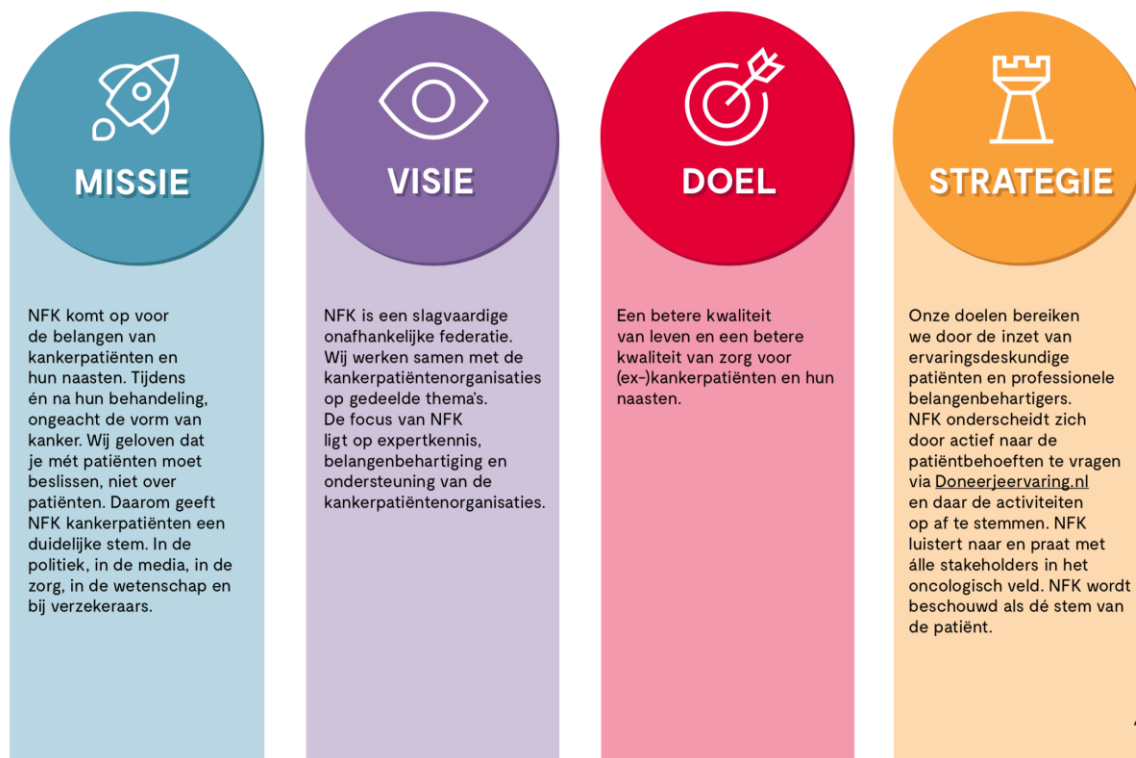 MISSIE
NFK komt op voor
de belangen van
kankerpatiënten en
hun naasten. Tijdens
én na hun behandeling,
ongeacht de vorm van
kanker. Wij geloven dat
je mét patiënten moet
beslissen, niet over
patiënten. Daarom geeft
NFK kankerpatiënten een
duidelijke stem. In de
politiek, in de media, in de
zorg, in de wetenschap en
bij verzekeraars.
VISIE
NFK is een slagvaardige
onafhankelijke federatie.
Wij werken samen met de
kankerpatiëntenorganisaties
op gedeelde thema's.
De focus van NFK
ligt op expertkennis,
belangenbehartiging en
ondersteuning van de
kankerpatiëntenorganisaties.
DOEL
Een betere kwaliteit
van leven en een betere
kwaliteit van zorg voor
(ex-)kankerpatiënten en hun
naasten.
STRATEGIE
Onze doelen bereiken
we door de inzet van
ervaringsdeskundige
patiënten en professionele
belangenbehartigers.
NFK onderscheidt zich
door actief naar de
patiëntbehoeften te vragen
via Doneerjeervaring.nl
en daar de activiteiten
op af te stemmen. NFK
luistert naar en praat met
álle stakeholders in het
oncologisch veld. NFK wordt
beschouwd als dé stem van
de patiënt.